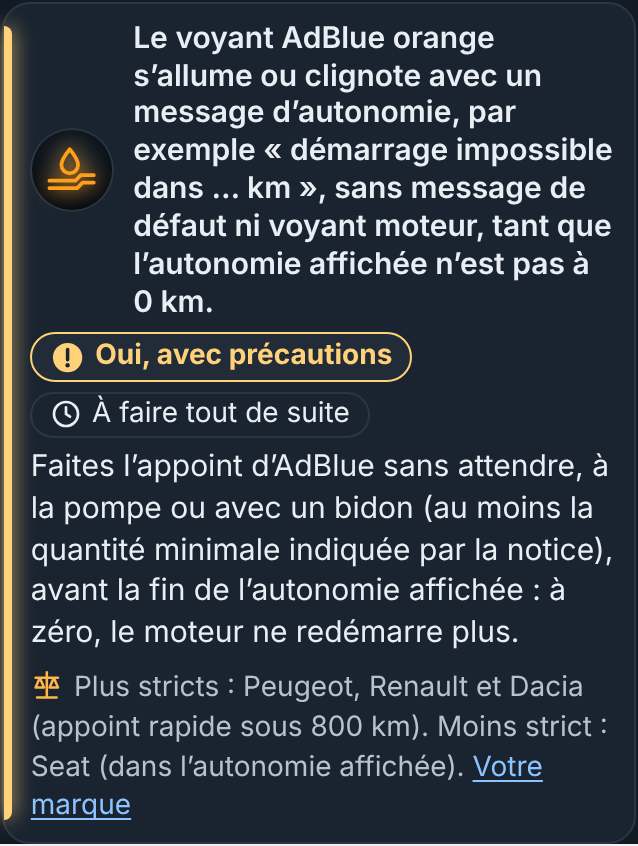 Le voyant AdBlue orange
s’allume ou clignote avec un
message d’autonomie, par
exemple « démarrage impossible
dans ... km », sans message de
défaut ni voyant moteur, tant que
l’autonomie affichée n’est pas à
0 km.
Oui, avec précautions
À faire tout de suite
Faites l’appoint d’AdBlue sans attendre, à
la pompe ou avec un bidon (au moins la
quantité minimale indiquée par la notice),
avant la fin de l’autonomie affichée : à
zéro, le moteur ne redémarre plus.
Plus stricts : Peugeot, Renault et Dacia
(appoint rapide sous 800 km). Moins strict :
Seat (dans l’autonomie affichée). Votre
marque